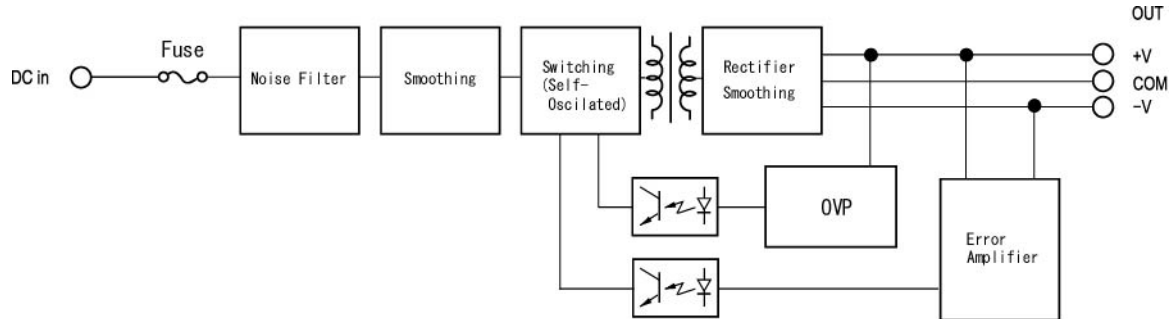 OUT
Fuse
DC in
Noise Filter
Smoothing
Switching
(Self-
Oscilated)
Rectifier
Smoothing
+V
COM
-V
OVP
Error
Amplifier